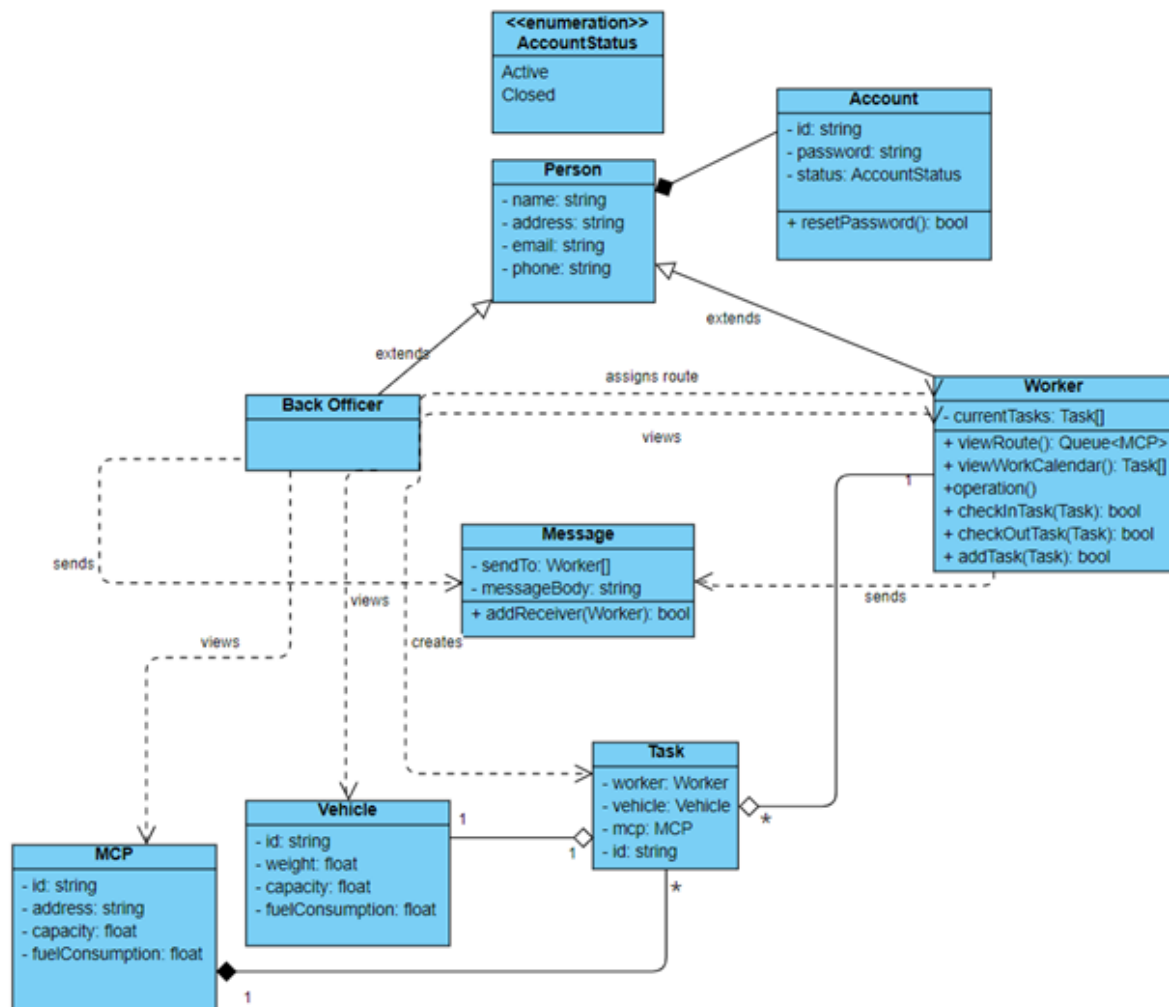 <<enumeration>>
AccountStatus
Active
Closed
Account
- id: string
- password: string
- status: AccountStatus
+ resetPassword(): bool
Person
- name: string
- address: string
- email: string
- phone: string
extends
extends
assigns route
Back Officer
views
Worker
- currentTasks: Task[]
+ viewRoute(): Queue<MCP>
+ viewWorkCalendar(): Task[]
+operation()
+ checkInTask(Task): bool
+ checkOutTask(Task): bool
+ addTask(Task): bool
1
Message
- sendTo: Worker[]
- messageBody: string
+ addReceiver(Worker): bool
sends
sends
views
views
creates
Task
- worker: Worker
- vehicle: Vehicle
- mcp: MCP
- id: string
*
*
Vehicle
- id: string
- weight: float
- capacity: float
- fuelConsumption: float
1
1
MCP
- id: string
- address: string
- capacity: float
- fuelConsumption: float
1